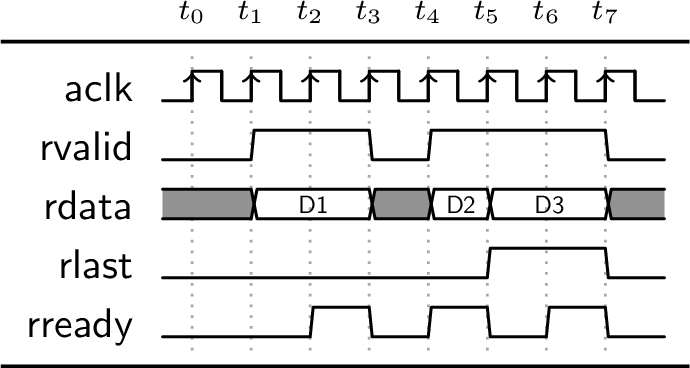 t0 t1 t2 t3 t4 t5 t6 t7
aclk
rvalid
rdata D1 D2 D3
rlast
rready